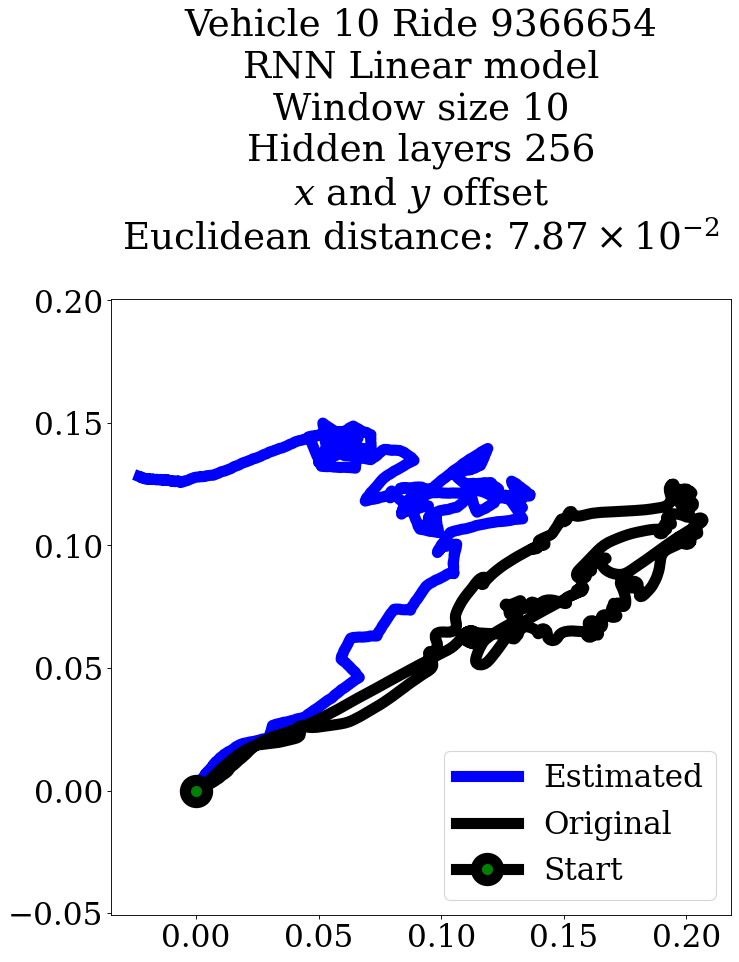 Vehicle 10 Ride 9366654
RNN Linear model
Window size 10
Hidden layers 256
x and y offset
Euclidean distance: 7.87 × 10⁻²
0.20
0.15
0.10
0.05
0.00
−0.05
Estimated
Original
Start
0.00 0.05 0.10 0.15 0.20